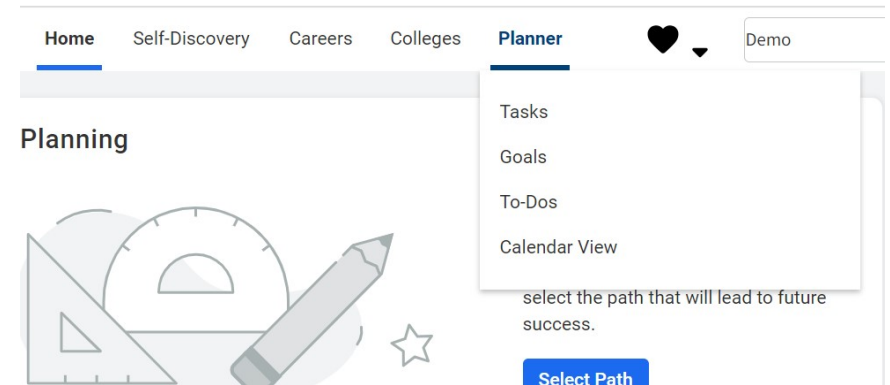 Home Self-Discovery Careers Colleges Planner Demo
Planning
Tasks
Goals
To-Dos
Calendar View
select the path that will lead to future
success.
Select Path